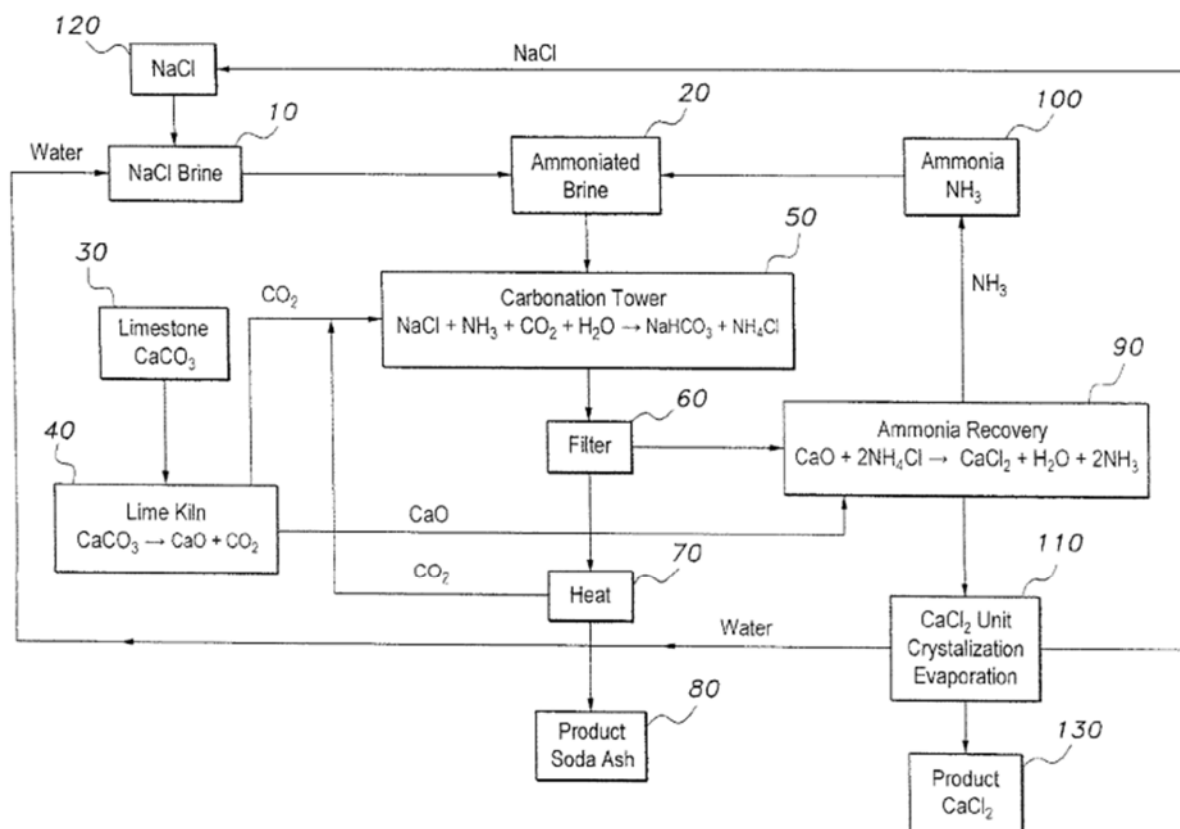 120
NaCl
NaCl
10
20
100
Water
NaCl Brine
Ammoniated
Brine
Ammonia
NH₃
50
30
CO₂
Carbonation Tower
NaCl + NH₃ + CO₂ + H₂O → NaHCO₃ + NH₄Cl
NH₃
Limestone
CaCO₃
90
60
40
Filter
Ammonia Recovery
CaO + 2NH₄Cl → CaCl₂ + H₂O + 2NH₃
Lime Kiln
CaCO₃ → CaO + CO₂
CaO
70
110
CO₂
Heat
CaCl₂ Unit
Crystalization
Evaporation
Water
80
Product
Soda Ash
130
Product
CaCl₂